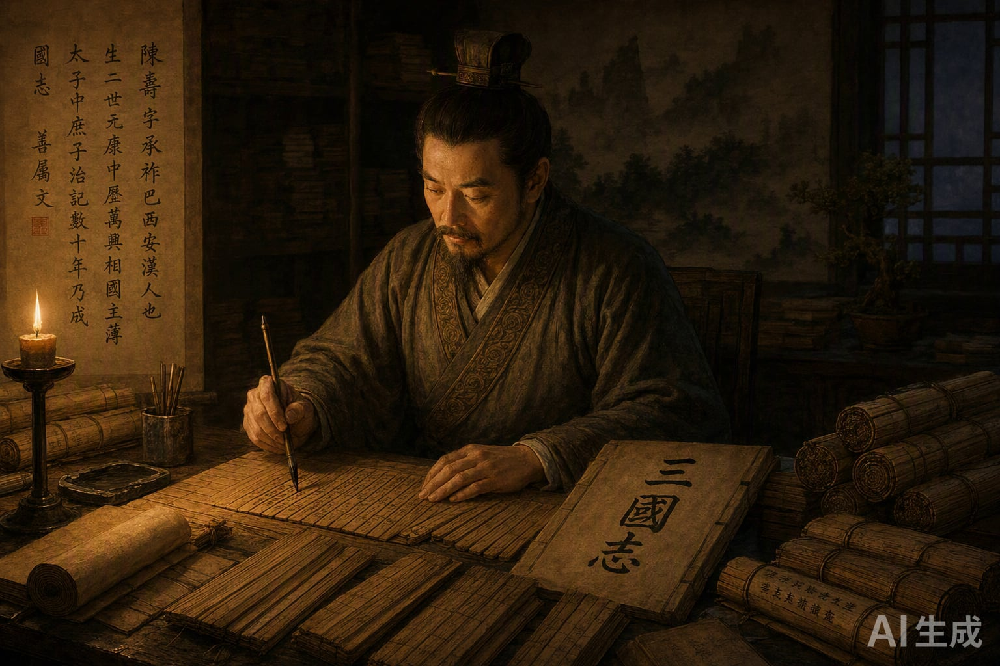 陳壽字承祚巴西安漢人也
生二世元康中歷萬興相國主薄
太子中庶子治記數十年乃成
國志 善屬文
三國志
AI生成